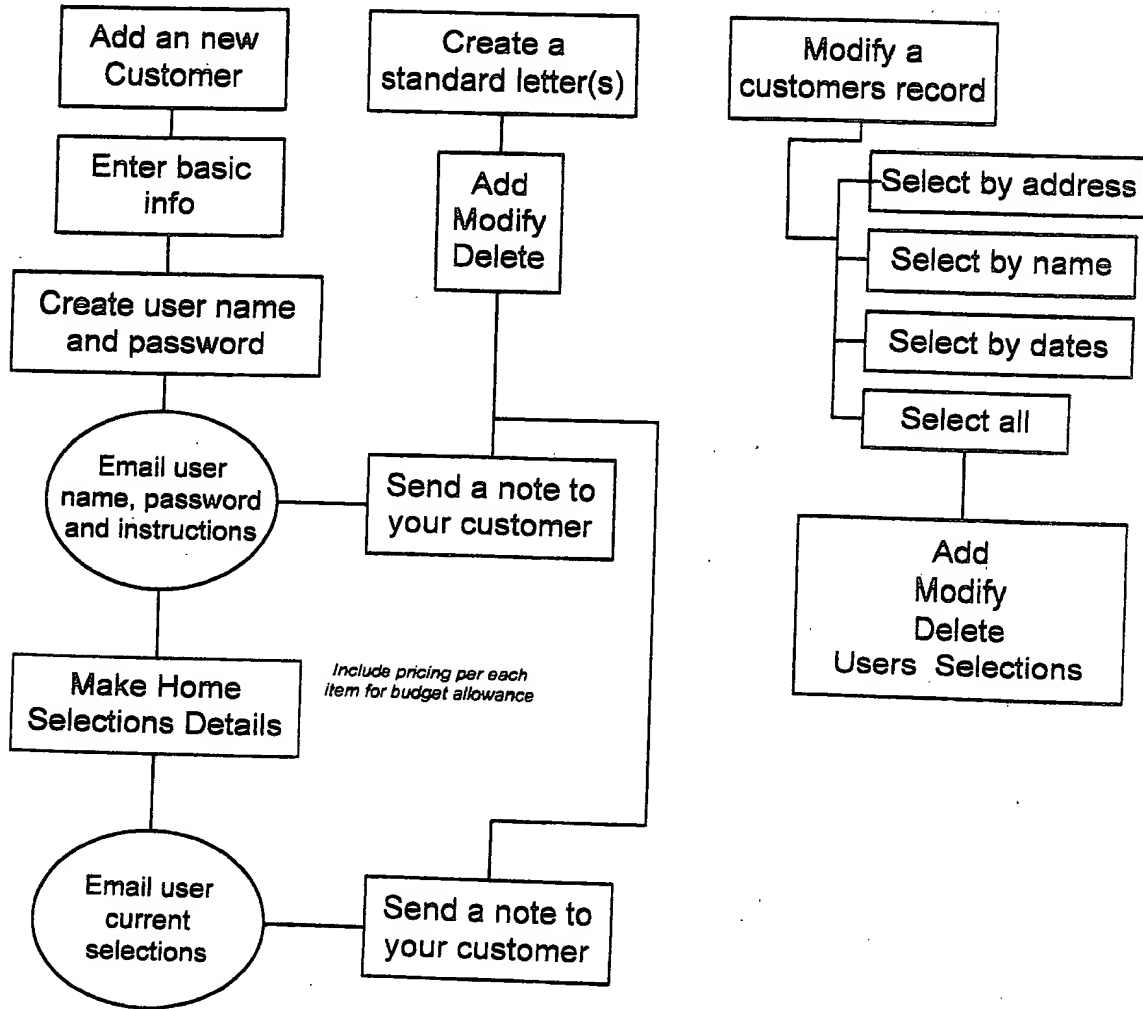 Add an new
Customer
Enter basic
info
Create user name
and password
Email user
name, password
and instructions
Make Home
Selections Details
Include pricing per each
item for budget allowance
Email user
current
selections
Create a
standard letter(s)
Add
Modify
Delete
Send a note to
your customer
Send a note to
your customer
Modify a
customers record
Select by address
Select by name
Select by dates
Select all
Add
Modify
Delete
Users Selections